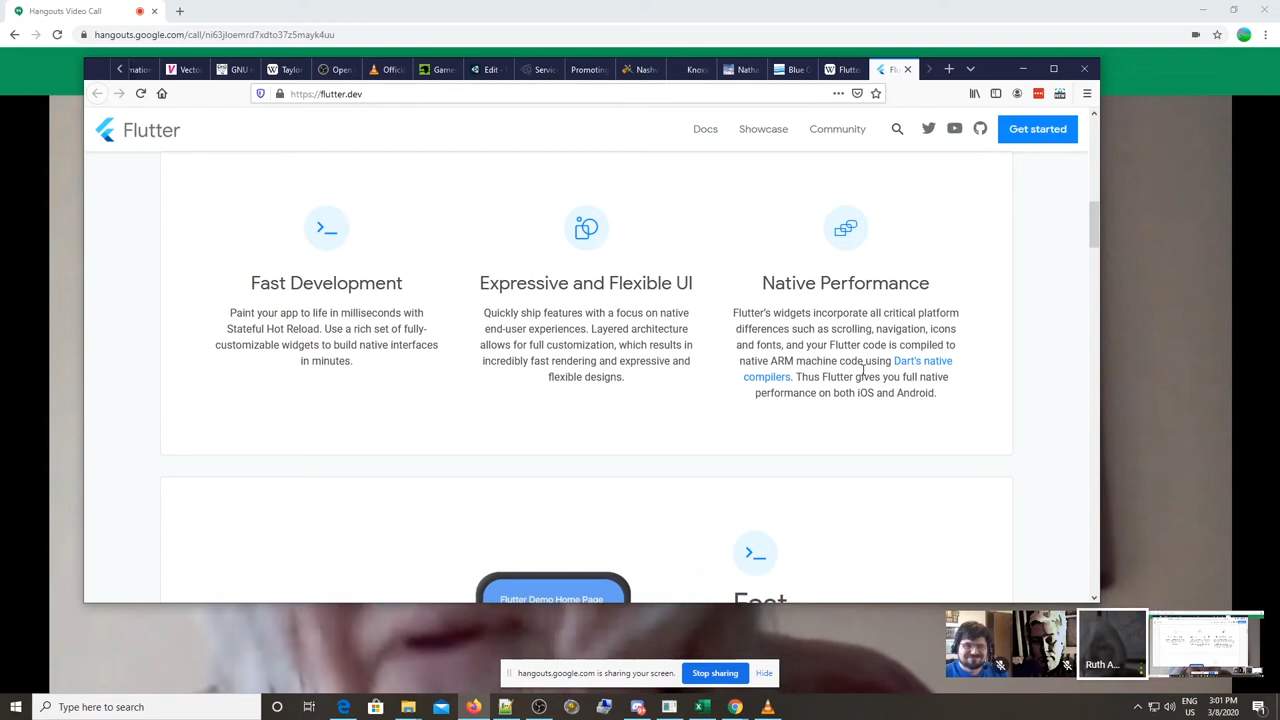 Hangouts Video Call
hangouts.google.com/call/ni63jloemrd7xdto37z5mayk4uu
mation
Vecto
GNU
Taylor
Open
Offici
Game
Edit -
Servic
Promoting
Nashv
Knox
Natha
Blue O
Flutte
Flu
https://flutter.dev
Flutter
Docs
Showcase
Community
Get started
Fast Development
Paint your app to life in milliseconds with
Stateful Hot Reload. Use a rich set of fully-
customizable widgets to build native interfaces
in minutes.
Expressive and Flexible UI
Quickly ship features with a focus on native
end-user experiences. Layered architecture
allows for full customization, which results in
incredibly fast rendering and expressive and
flexible designs.
Native Performance
Flutter's widgets incorporate all critical platform
differences such as scrolling, navigation, icons
and fonts, and your Flutter code is compiled to
native ARM machine code using Dart's native
compilers. Thus Flutter gives you full native
performance on both iOS and Android.
Flutter Demo Home Page
Fast
Ruth A...
hangouts.google.com is sharing your screen.
Stop sharing
Hide
Type here to search
ENG
US
3:01 PM
3/8/2020